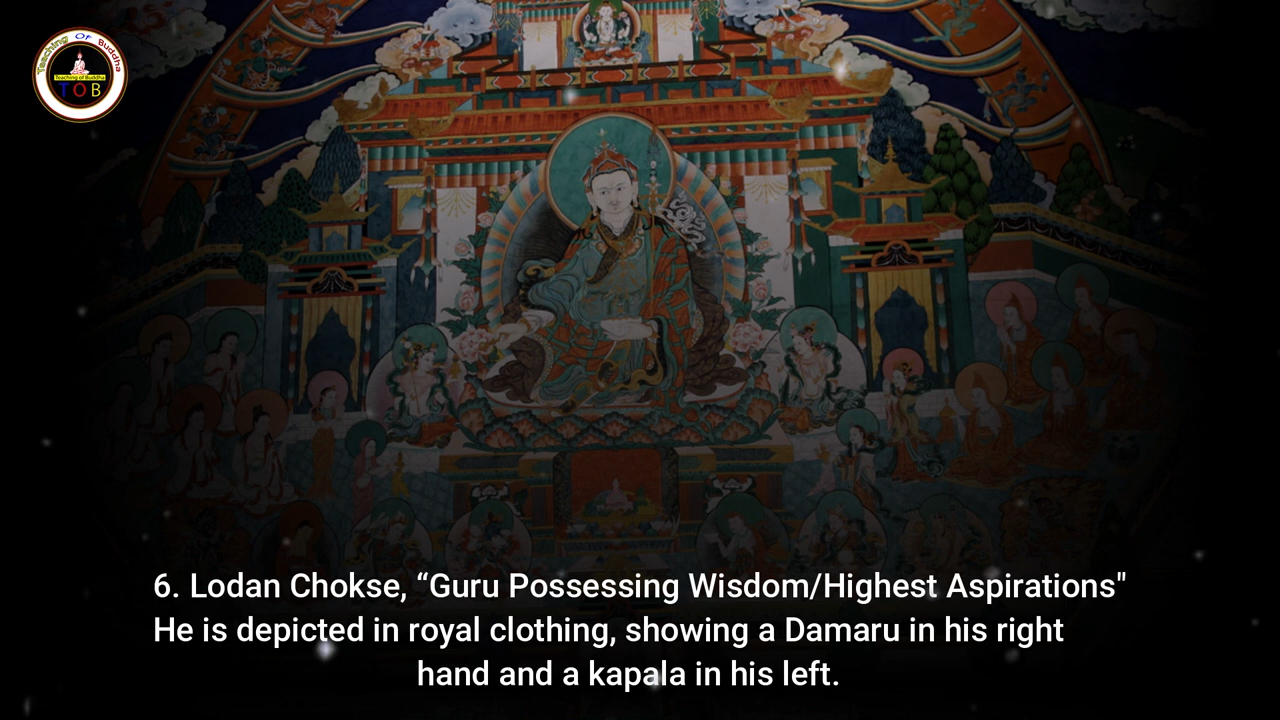 Teaching Of Buddha
Teaching of Buddha
T O B
6. Lodan Chokse, “Guru Possessing Wisdom/Highest Aspirations"
He is depicted in royal clothing, showing a Damaru in his right
hand and a kapala in his left.